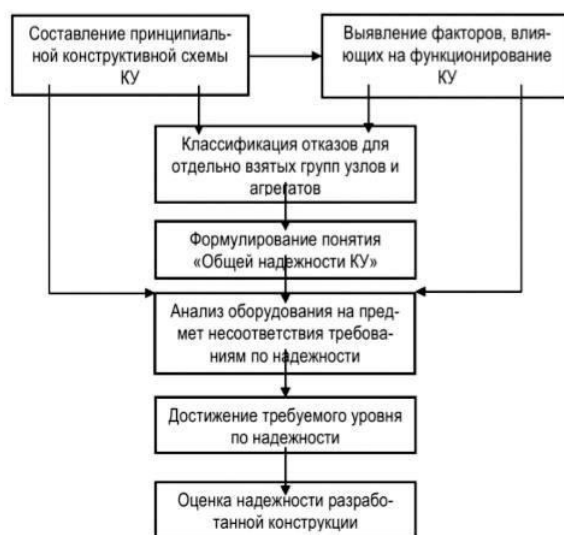 Составление принципиаль-
ной конструктивной схемы
КУ
Выявление факторов, влия-
ющих на функционирование
КУ
Классификация отказов для
отдельно взятых групп узлов и
агрегатов
Формулирование понятия
«Общей надежности КУ»
Анализ оборудования на пред-
мет несоответствия требова-
ниям по надежности
Достижение требуемого уровня
по надежности
Оценка надежности разрабо-
танной конструкции